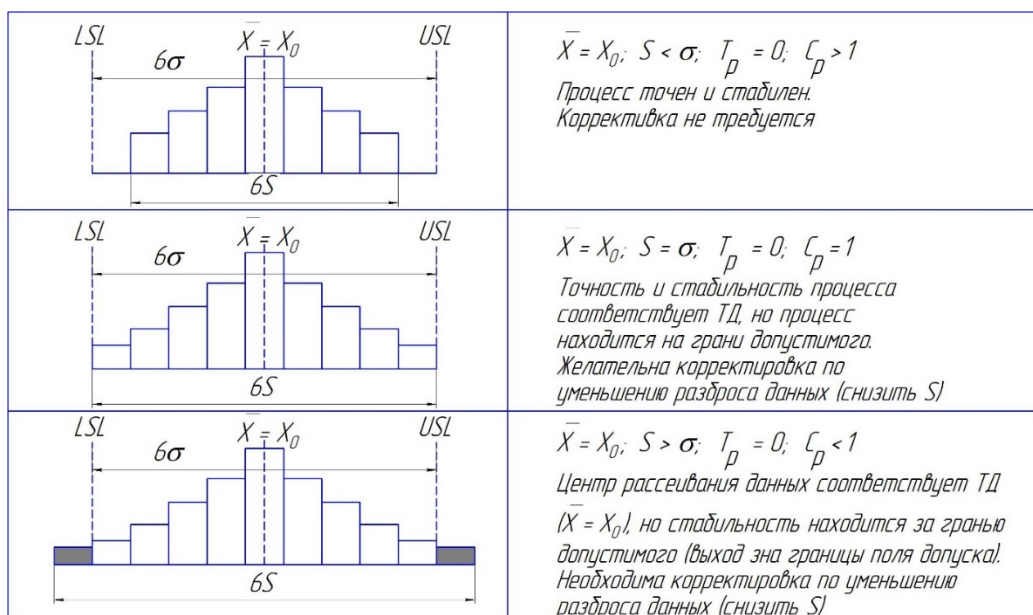 LSL X̄ = X₀ USL
6σ
6S
X̄ = X₀; S < σ; Tₚ = 0; Cₚ > 1
Процесс точен и стабилен.
Коррективка не требуется
LSL X̄ = X₀ USL
6σ
6S
X̄ = X₀; S = σ; Tₚ = 0; Cₚ = 1
Точность и стабильность процесса
соответствует ТД, но процесс
находится на грани допустимого.
Желательна корректировка по
уменьшению разброса данных (снизить S)
LSL X̄ = X₀ USL
6σ
6S
X̄ = X₀; S > σ; Tₚ = 0; Cₚ < 1
Центр рассеивания данных соответствует ТД
(X̄ = X₀), но стабильность находится за гранью
допустимого (выход зна границы поля допуска).
Необходима корректировка по уменьшению
разброса данных (снизить S)